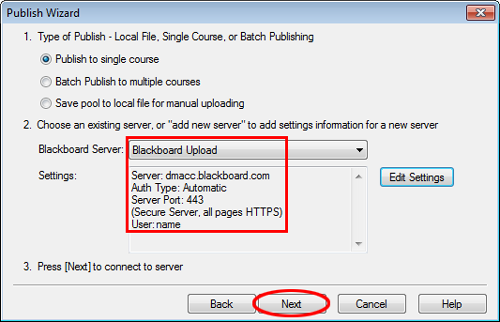 Publish Wizard
1. Type of Publish - Local File, Single Course, or Batch Publishing
Publish to single course
Batch Publish to multiple courses
Save pool to local file for manual uploading
2. Choose an existing server, or "add new server" to add settings information for a new server
Blackboard Server: Blackboard Upload
Settings: Server: dmacc.blackboard.com
Auth Type: Automatic
Server Port: 443
(Secure Server, all pages HTTPS)
User: name
Edit Settings
3. Press [Next] to connect to server
Back Next Cancel Help